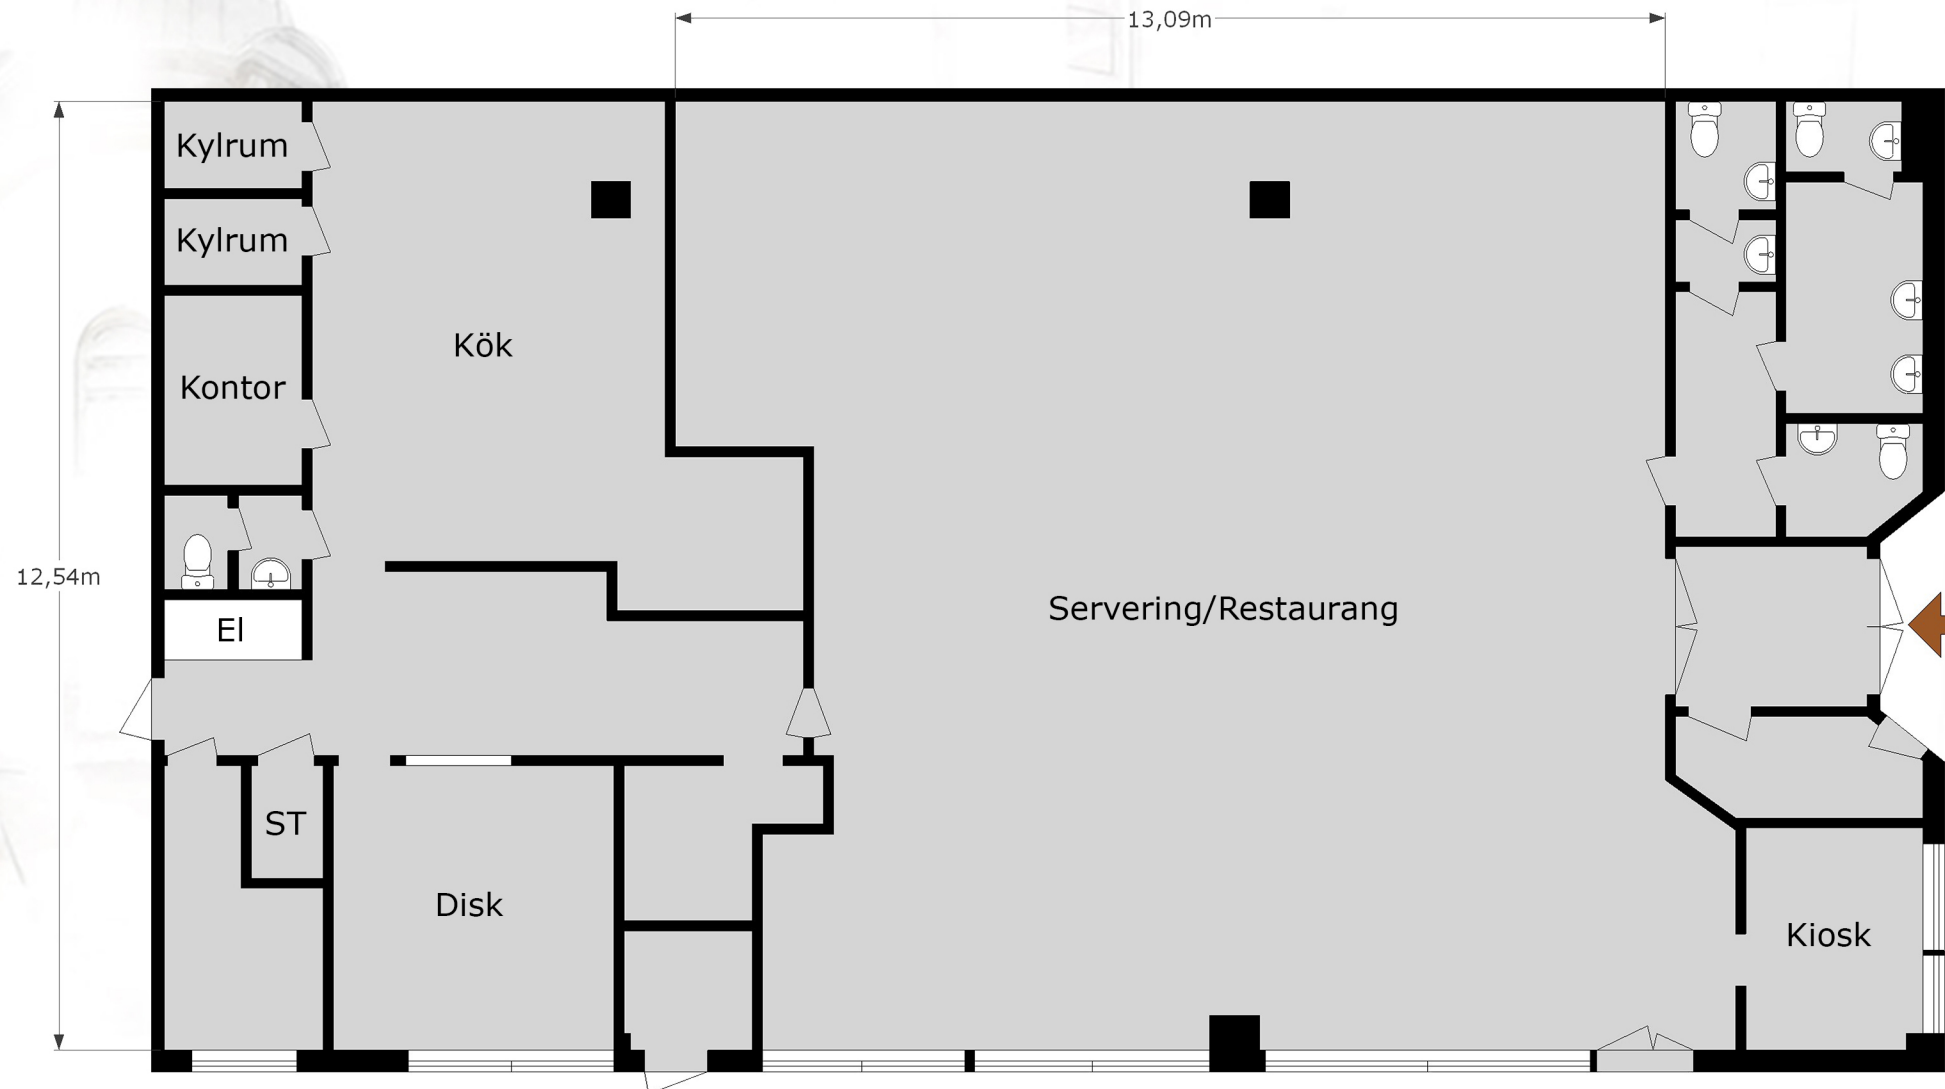 13,09m
Kylrum
Kylrum
Kök
Kontor
12,54m
Servering/Restaurang
El
ST
Disk
Kiosk